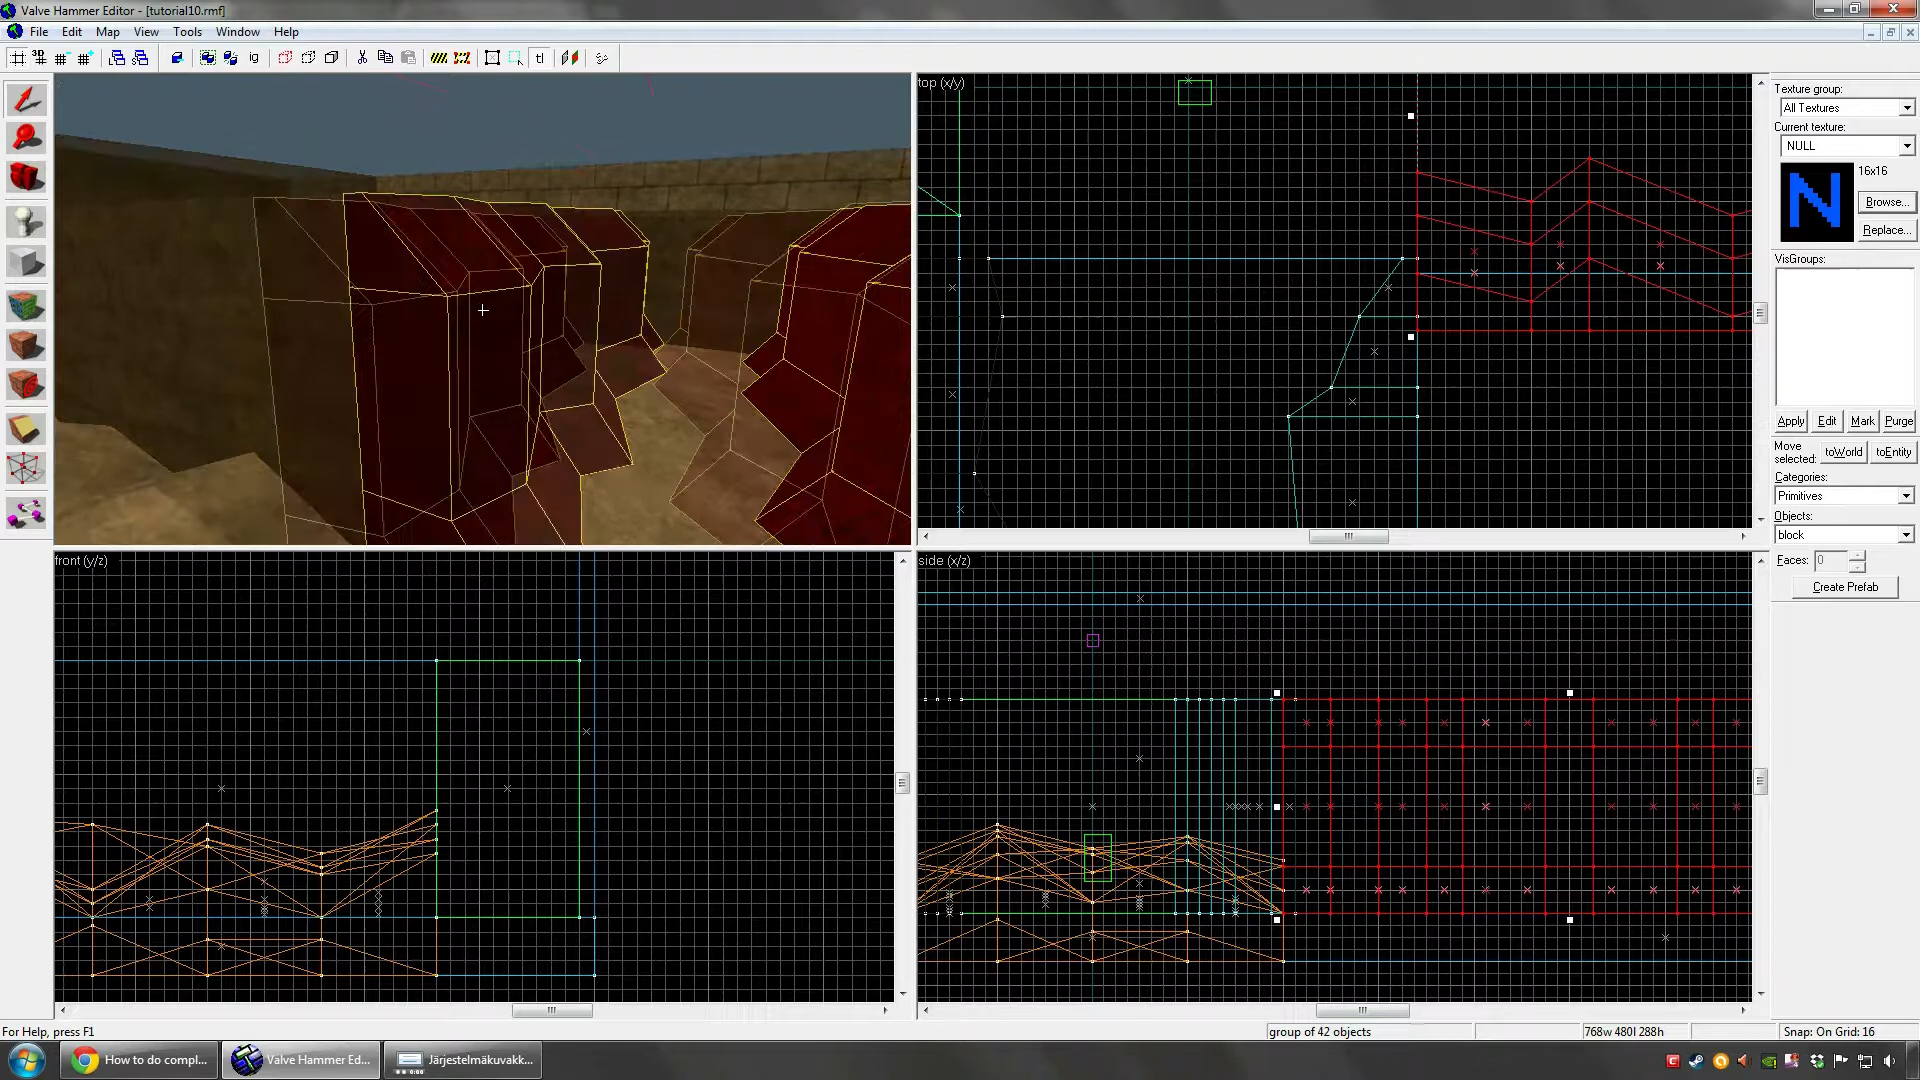 Valve Hammer Editor - [tutorial10.rmf]
File Edit Map View Tools Window Help
3D
ig
tl
top (x/y)
front (y/z)
side (x/z)
Texture group:
All Textures
Current texture:
NULL
16x16
N
Browse...
Replace...
VisGroups:
Apply Edit Mark Purge
Move selected: toWorld toEntity
Categories:
Primitives
Objects:
block
Faces: 0
Create Prefab
For Help, press F1
group of 42 objects
768w 480l 288h
Snap: On Grid: 16
How to do compl...
Valve Hammer Ed...
Järjestelmäkuvakk...